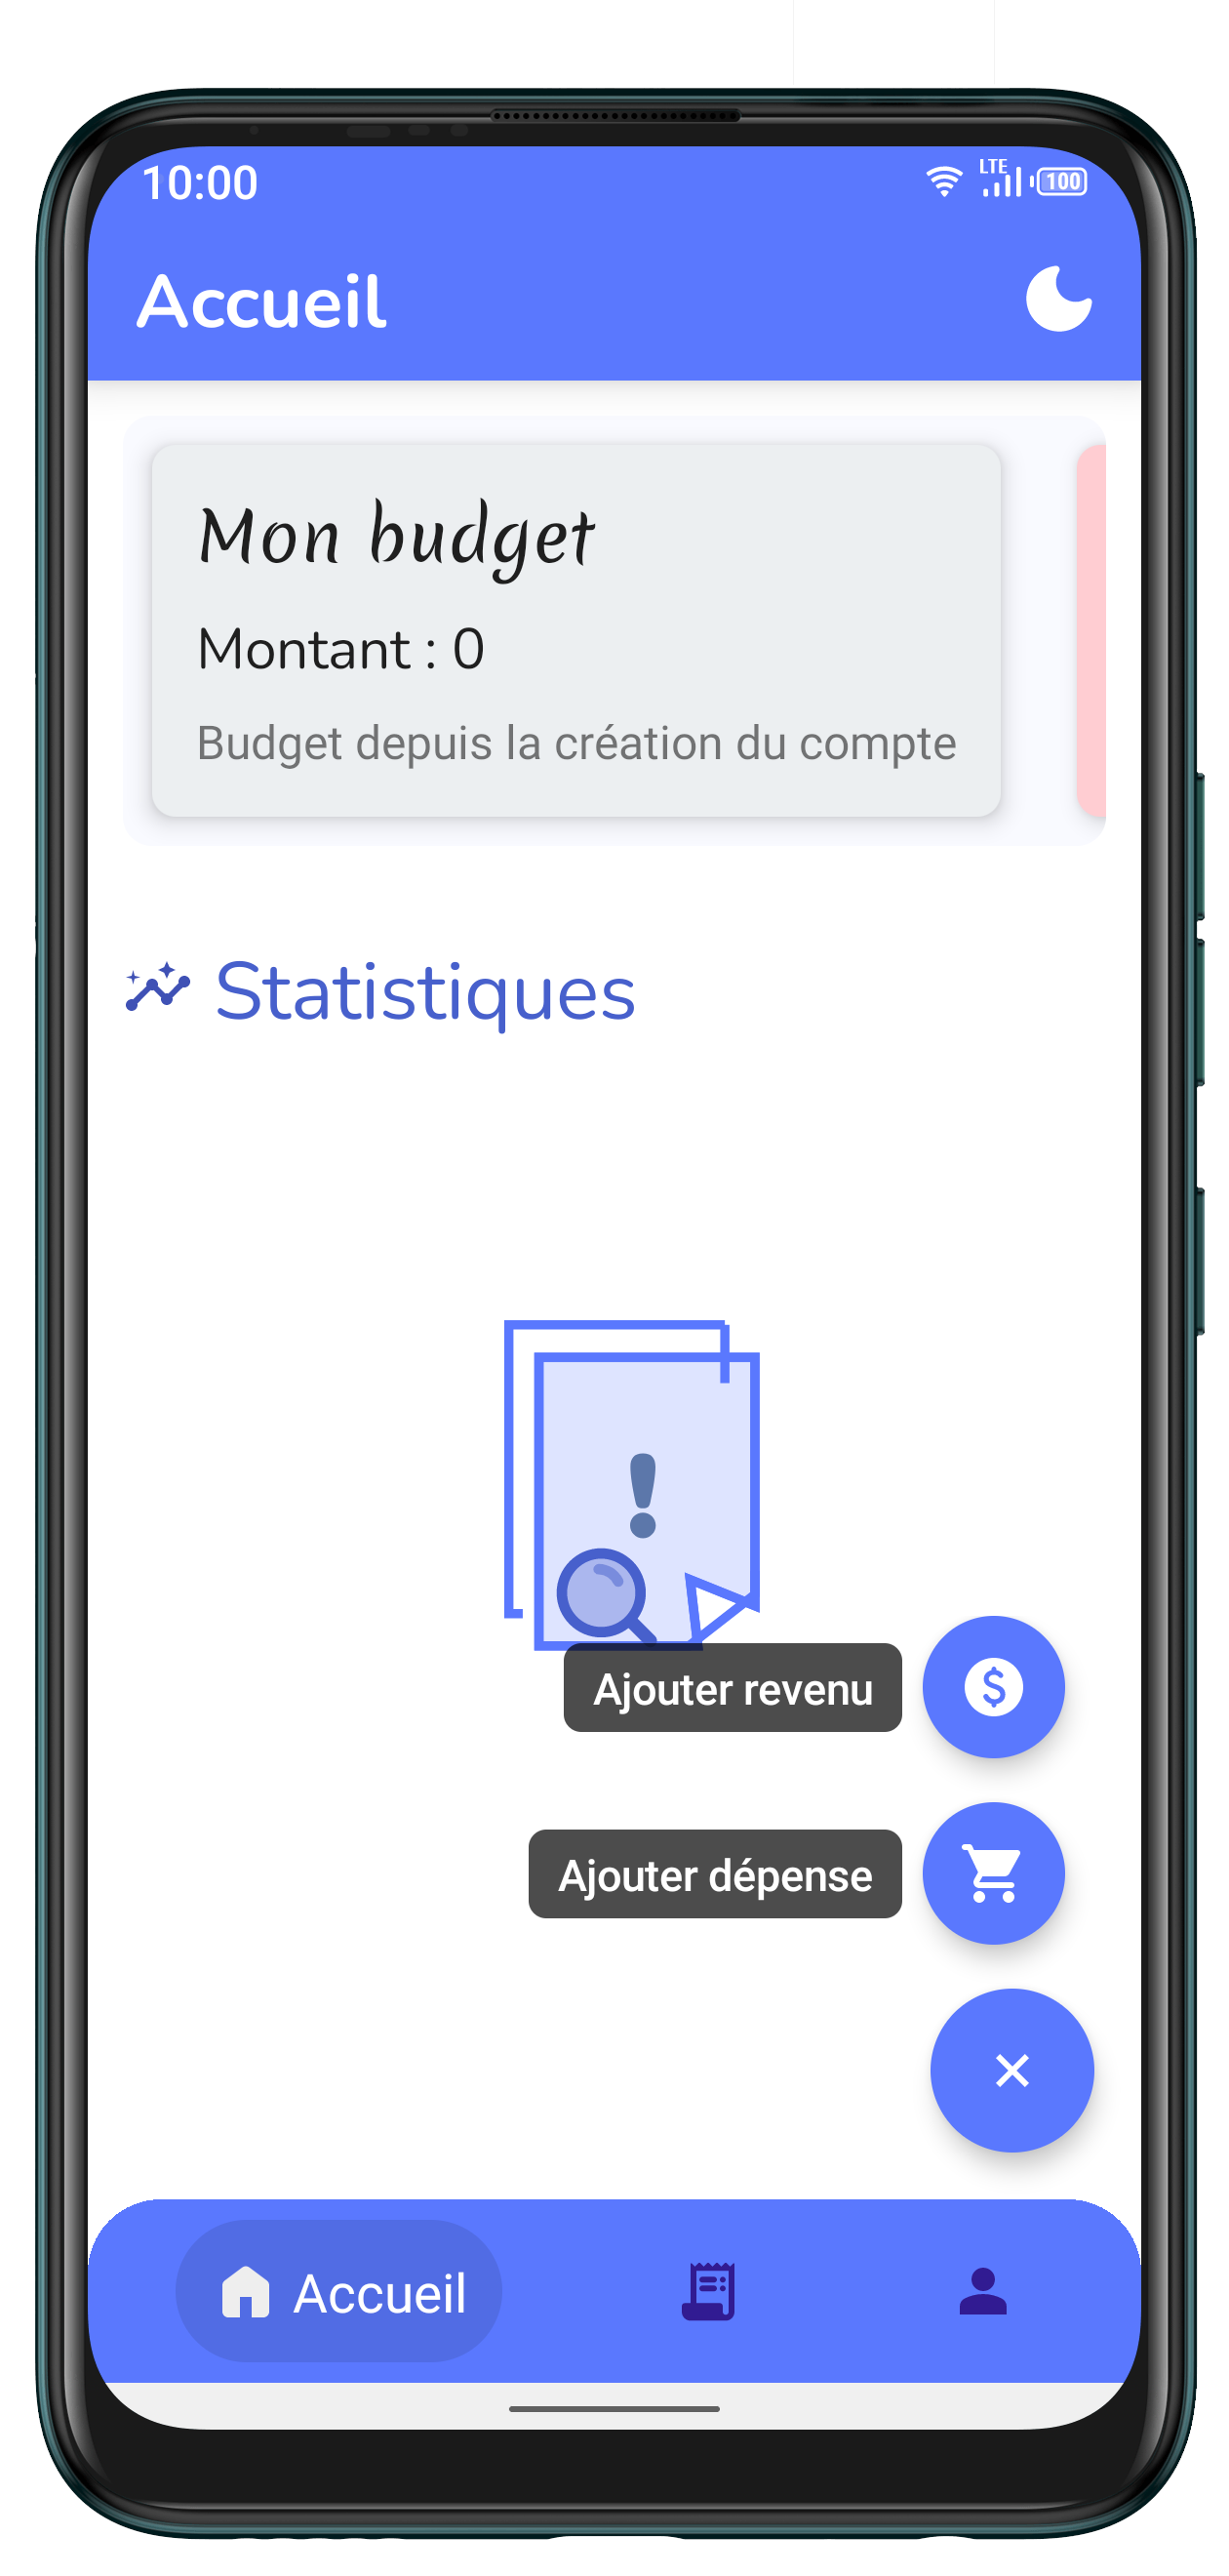 10:00
LTE
100
Accueil
Mon budget
Montant : 0
Budget depuis la création du compte
Statistiques
!
Ajouter revenu
$
Ajouter dépense
Accueil